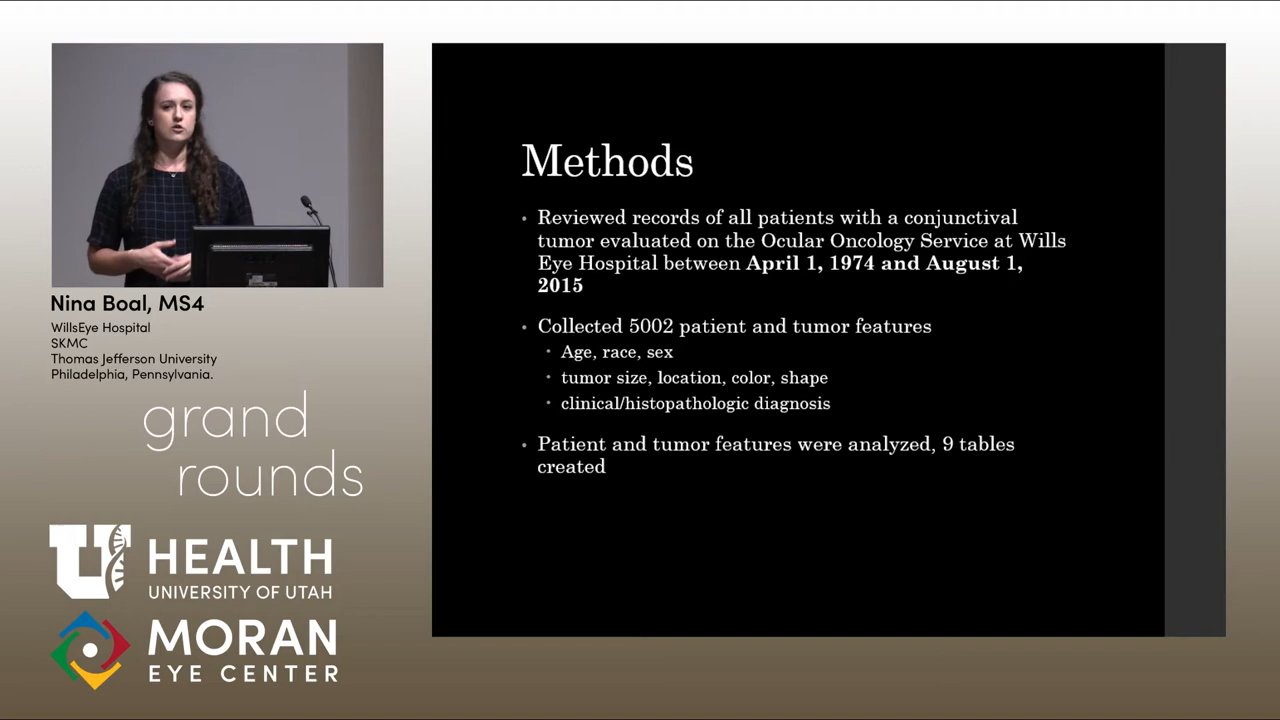 Methods
• Reviewed records of all patients with a conjunctival
tumor evaluated on the Ocular Oncology Service at Wills
Eye Hospital between April 1, 1974 and August 1,
2015
• Collected 5002 patient and tumor features
• Age, race, sex
• tumor size, location, color, shape
• clinical/histopathologic diagnosis
• Patient and tumor features were analyzed, 9 tables
created
Nina Boal, MS4
WillsEye Hospital
SKMC
Thomas Jefferson University
Philadelphia, Pennsylvania.
grand
rounds
U HEALTH
UNIVERSITY OF UTAH
MORAN
EYE CENTER